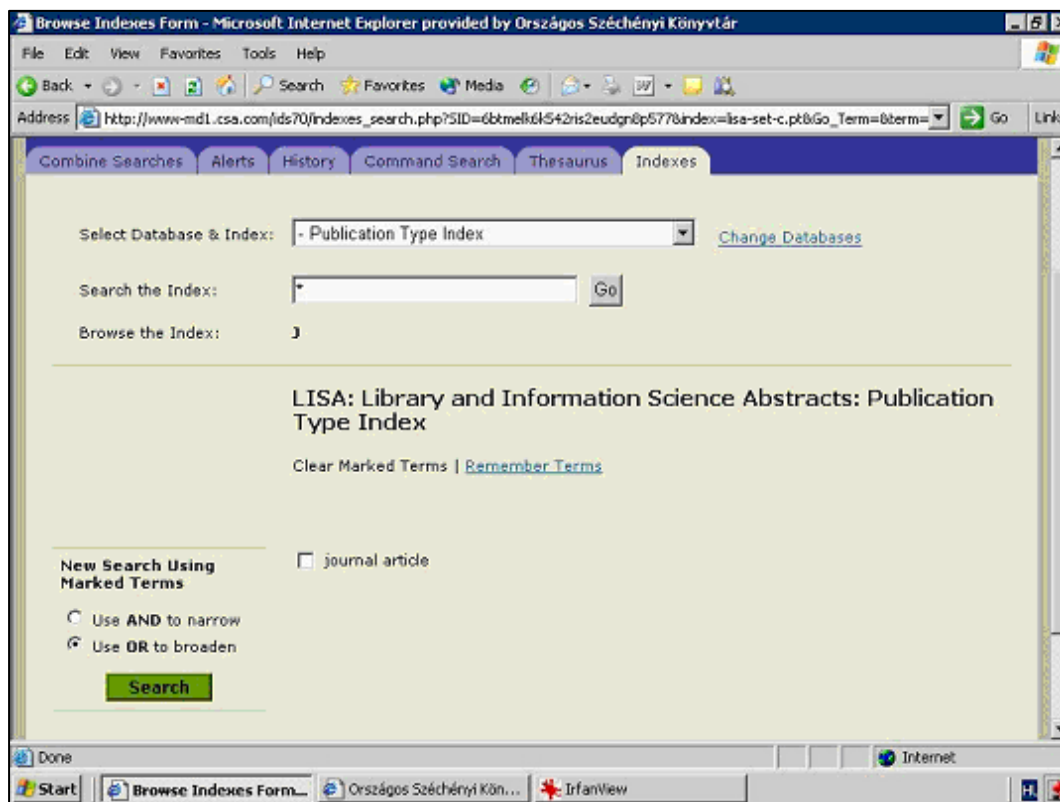 Browse Indexes Form - Microsoft Internet Explorer provided by Országos Széchényi Könyvtár
File Edit View Favorites Tools Help
Back Search Favorites Media
Address http://www-md1.csa.com/ids70/indexes_search.php?SID=6btmelk6k542ris2eudgn8p577&index=lisa-set-c.pt&Go_Term=&term= Go Link
Combine Searches Alerts History Command Search Thesaurus Indexes
Select Database & Index: - Publication Type Index Change Databases
Search the Index: * Go
Browse the Index: J
LISA: Library and Information Science Abstracts: Publication
Type Index
Clear Marked Terms | Remember Terms
journal article
New Search Using
Marked Terms
Use AND to narrow
Use OR to broaden
Search
Done Internet
Start Browse Indexes Form... Országos Széchényi Kön... IrfanView